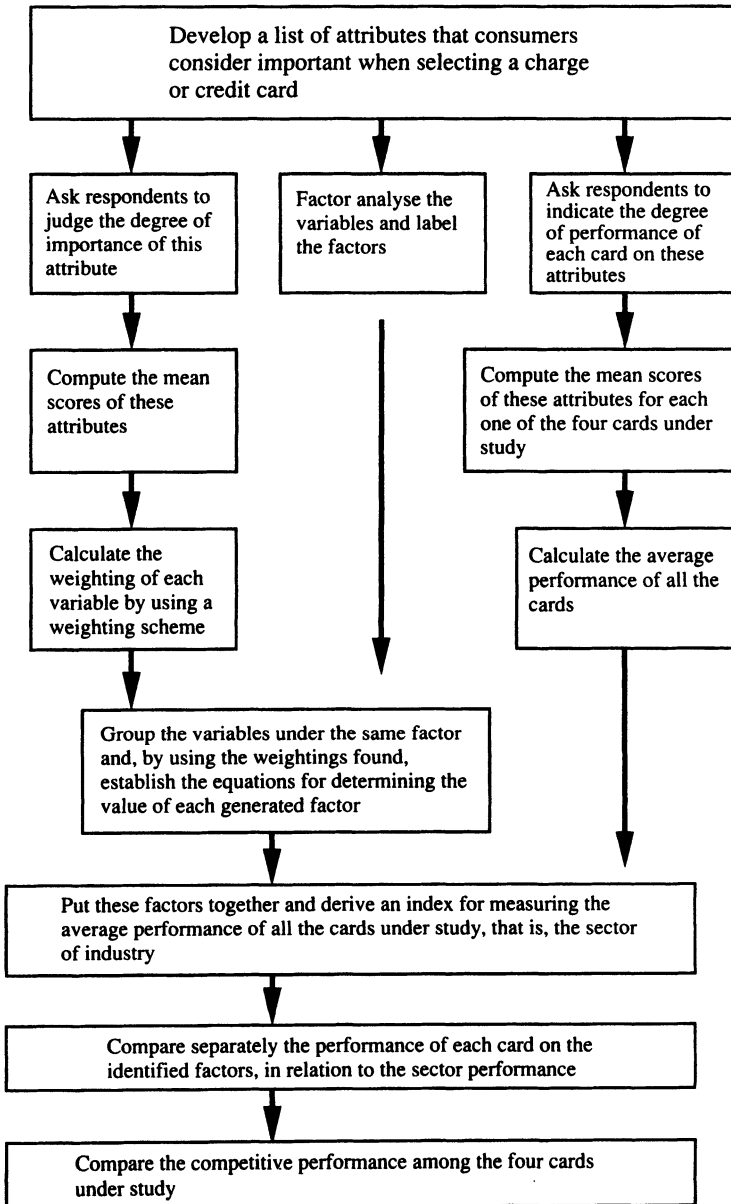 Develop a list of attributes that consumers
consider important when selecting a charge
or credit card
Ask respondents to
judge the degree of
importance of this
attribute
Factor analyse the
variables and label
the factors
Ask respondents to
indicate the degree
of performance of
each card on these
attributes
Compute the mean
scores of these
attributes
Compute the mean scores
of these attributes for each
one of the four cards under
study
Calculate the
weighting of each
variable by using a
weighting scheme
Calculate the average
performance of all the
cards
Group the variables under the same factor
and, by using the weightings found,
establish the equations for determining the
value of each generated factor
Put these factors together and derive an index for measuring the
average performance of all the cards under study, that is, the sector
of industry
Compare separately the performance of each card on the
identified factors, in relation to the sector performance
Compare the competitive performance among the four cards
under study